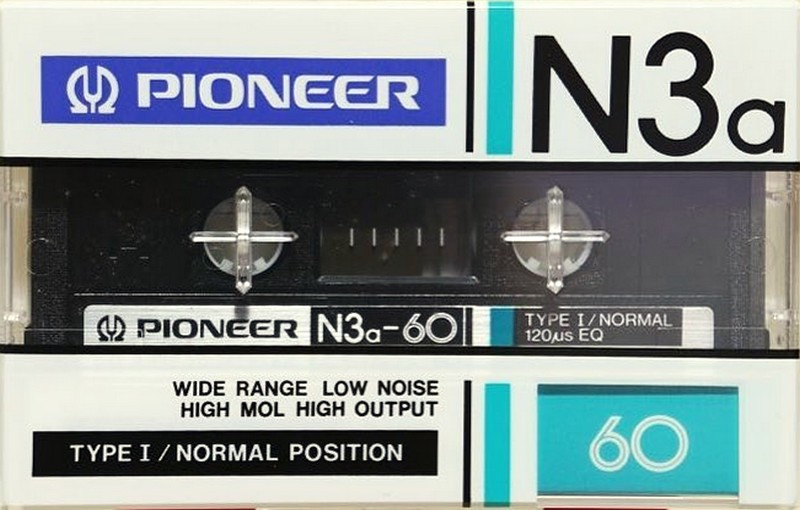 PIONEER
N3a
PIONEER N3a-60 TYPE I/NORMAL
120µs EQ
WIDE RANGE LOW NOISE
HIGH MOL HIGH OUTPUT
TYPE I/NORMAL POSITION
60